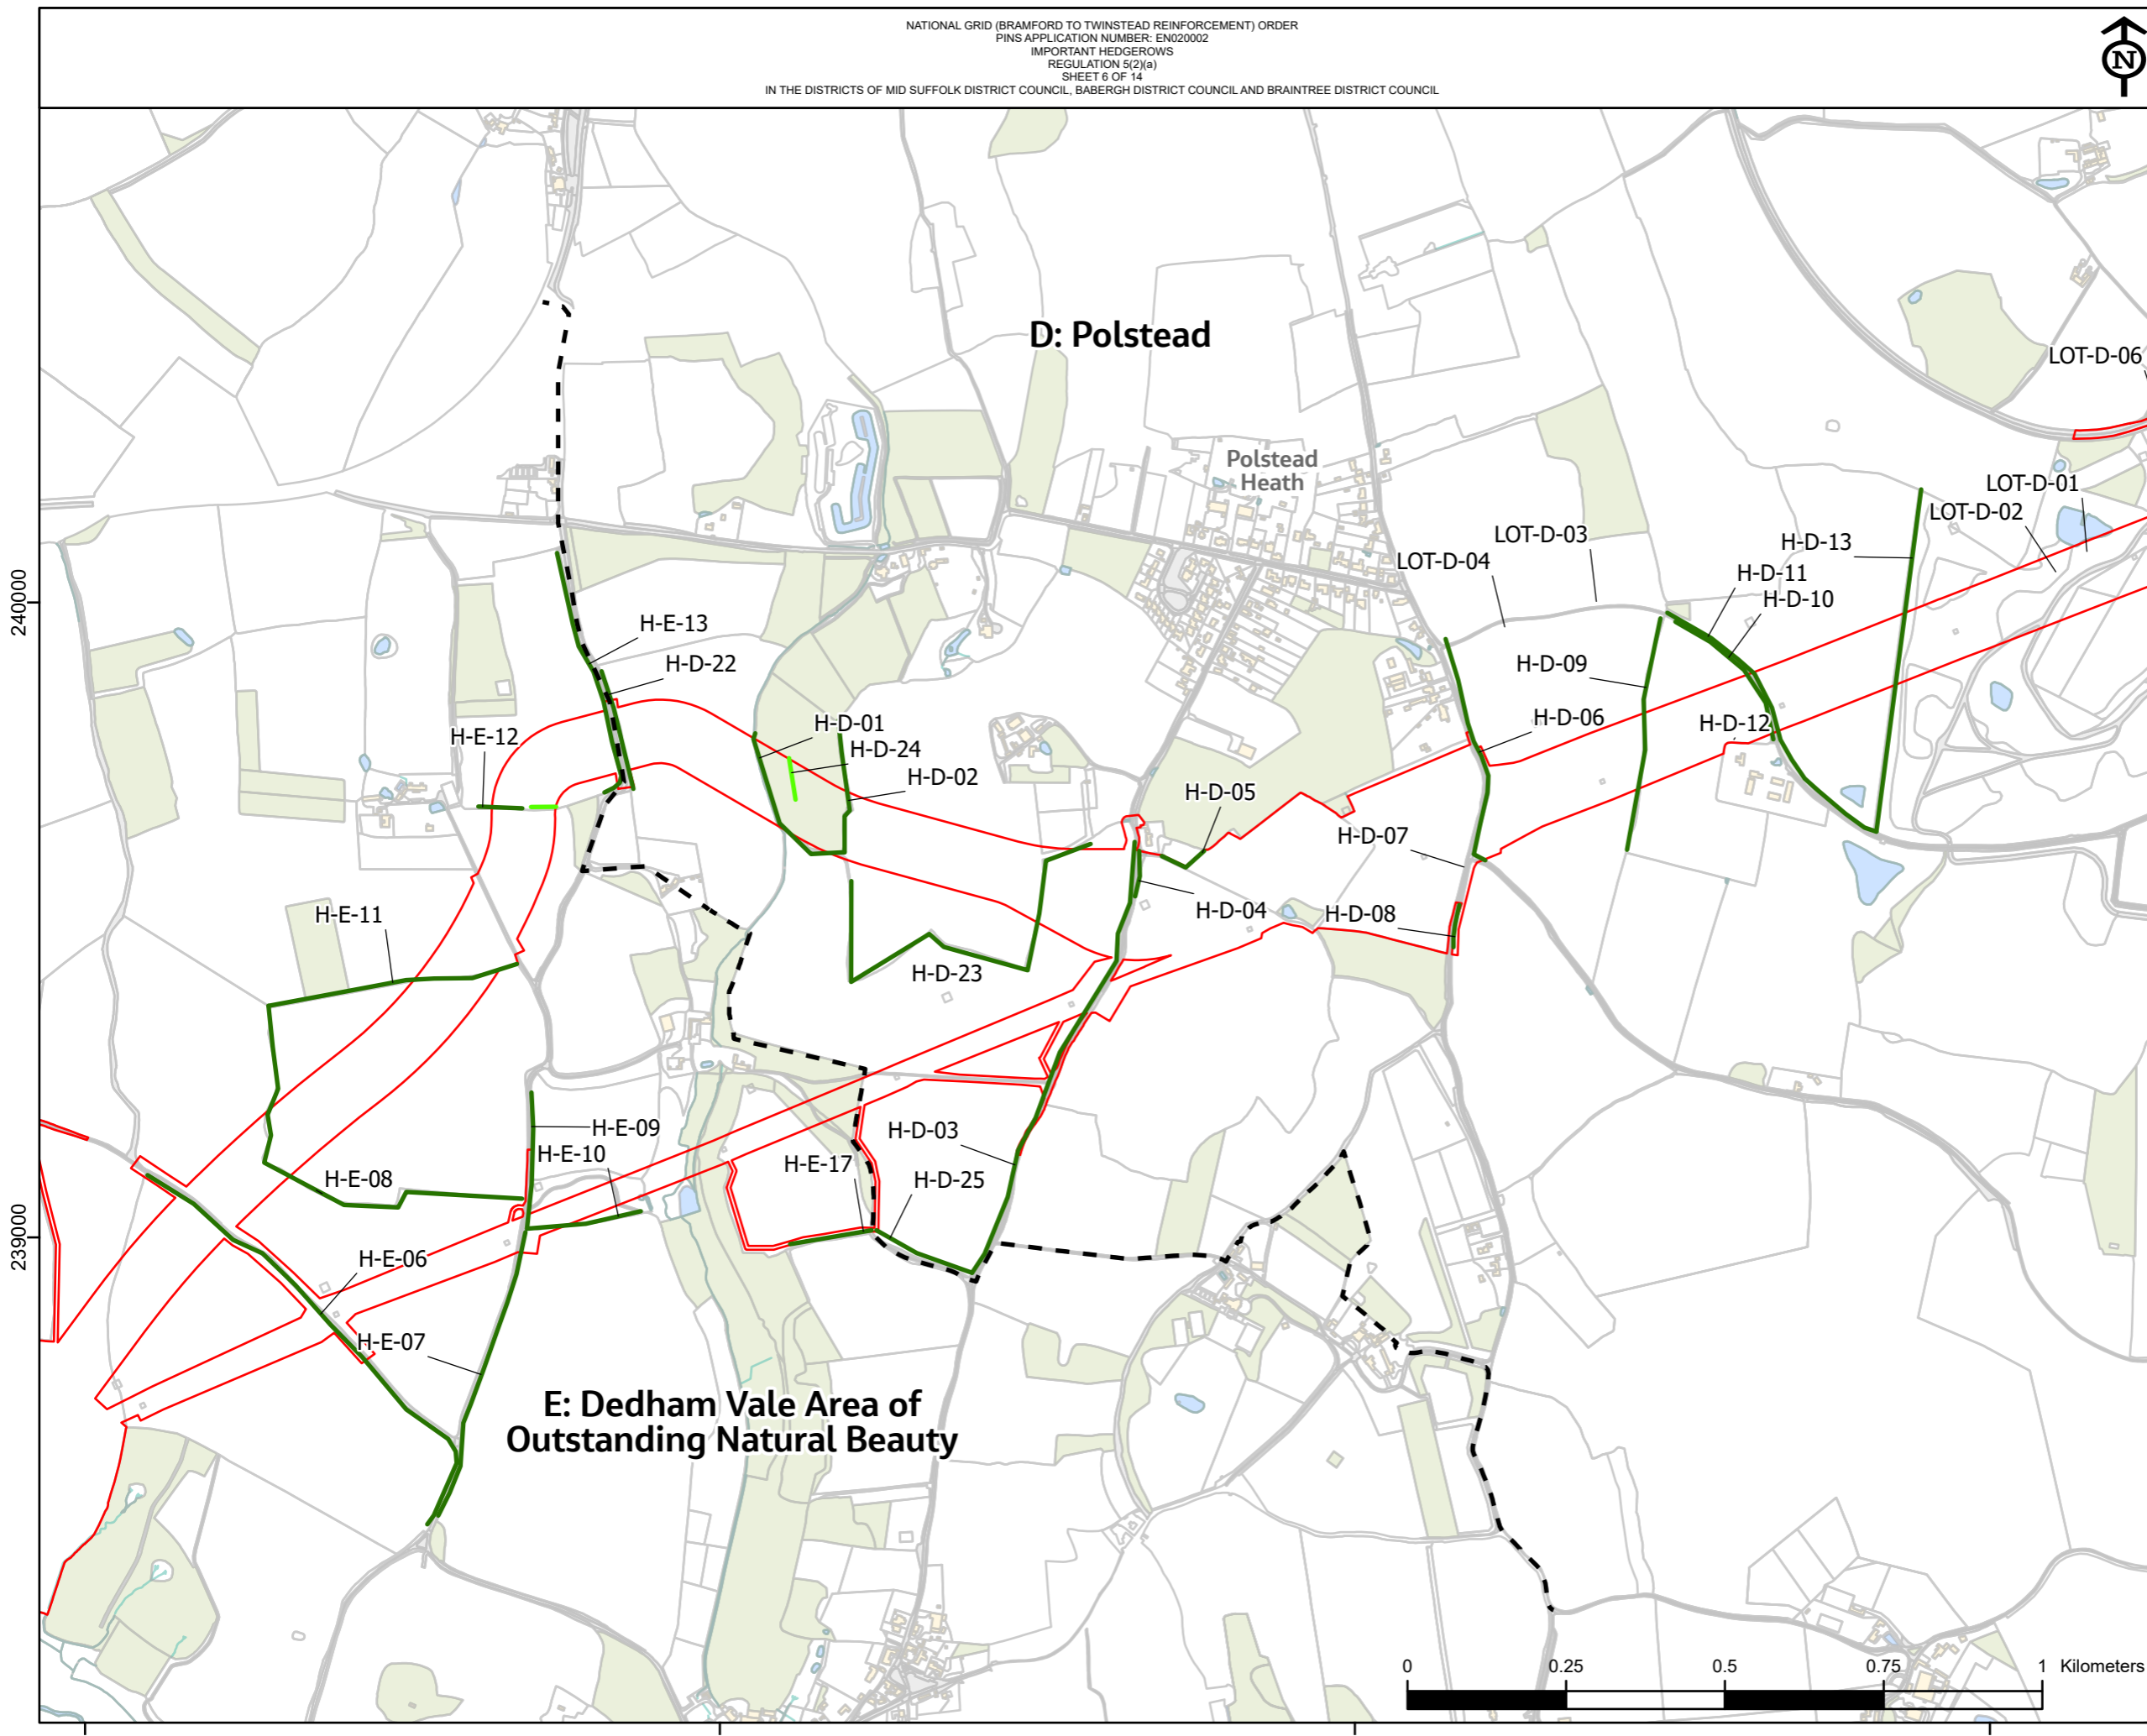 NATIONAL GRID (BRAMFORD TO TWINSTEAD REINFORCEMENT) ORDER
PINS APPLICATION NUMBER: EN020002
IMPORTANT HEDGEROWS
REGULATION 5(2)(a)
SHEET 6 OF 14
IN THE DISTRICTS OF MID SUFFOLK DISTRICT COUNCIL, BABERGH DISTRICT COUNCIL AND BRAINTREE DISTRICT COUNCIL
N
D: Polstead
LOT-D-06
Polstead
Heath
LOT-D-01
LOT-D-02
LOT-D-03
H-D-13
LOT-D-04
H-D-11
H-D-10
240000
H-E-13
H-D-22
H-D-09
H-D-06
H-D-12
H-D-01
H-E-12
H-D-24
H-D-02
H-D-05
H-D-07
H-E-11
H-D-04
H-D-08
H-D-23
H-E-09
H-D-03
H-E-10
H-E-17
H-E-08
H-D-25
239000
H-E-06
H-E-07
E: Dedham Vale Area of
Outstanding Natural Beauty
0 0.25 0.5 0.75 1 Kilometers